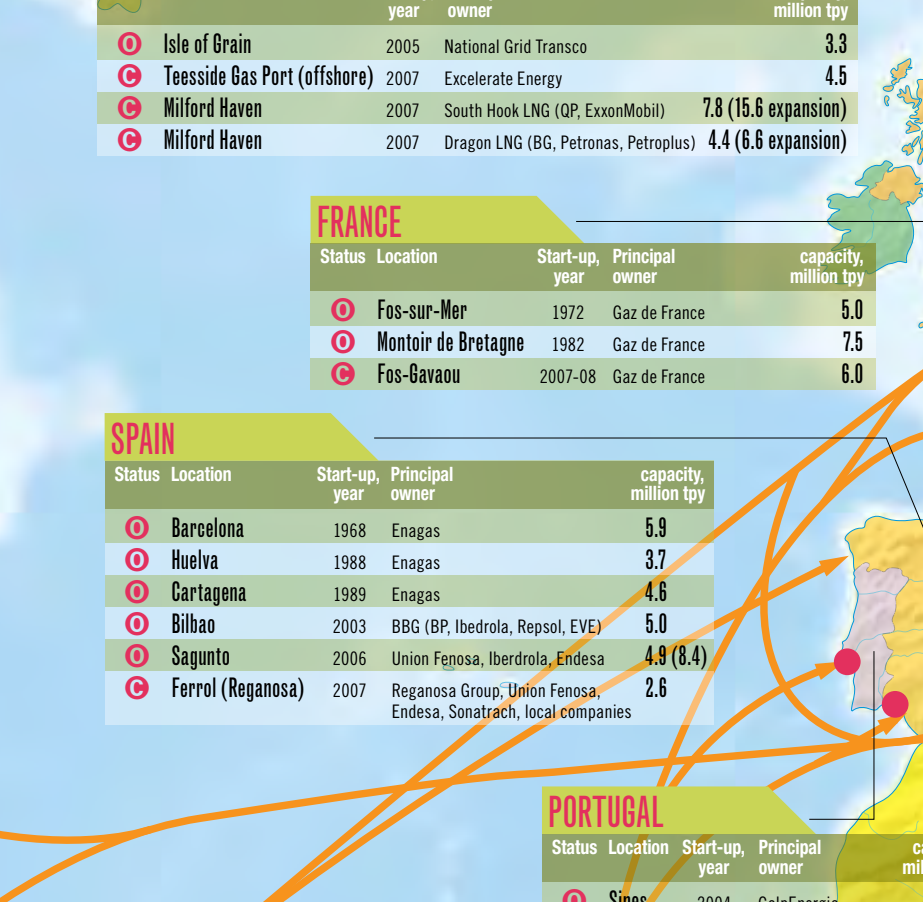 year owner million tpy
O Isle of Grain 2005 National Grid Transco 3.3
C Teesside Gas Port (offshore) 2007 Excelerate Energy 4.5
C Milford Haven 2007 South Hook LNG (QP, ExxonMobil) 7.8 (15.6 expansion)
C Milford Haven 2007 Dragon LNG (BG, Petronas, Petroplus) 4.4 (6.6 expansion)
FRANCE
Status Location Start-up, Principal capacity,
year owner million tpy
O Fos-sur-Mer 1972 Gaz de France 5.0
O Montoir de Bretagne 1982 Gaz de France 7.5
C Fos-Gavaou 2007-08 Gaz de France 6.0
SPAIN
Status Location Start-up, Principal capacity,
year owner million tpy
O Barcelona 1968 Enagas 5.9
O Huelva 1988 Enagas 3.7
O Cartagena 1989 Enagas 4.6
O Bilbao 2003 BBG (BP, Ibedrola, Repsol, EVE) 5.0
O Sagunto 2006 Union Fenosa, Iberdrola, Endesa 4.9 (8.4)
C Ferrol (Reganosa) 2007 Reganosa Group, Union Fenosa, 2.6
Endesa, Sonatrach, local companies
PORTUGAL
Status Location Start-up, Principal
year owner
O Sines 2004